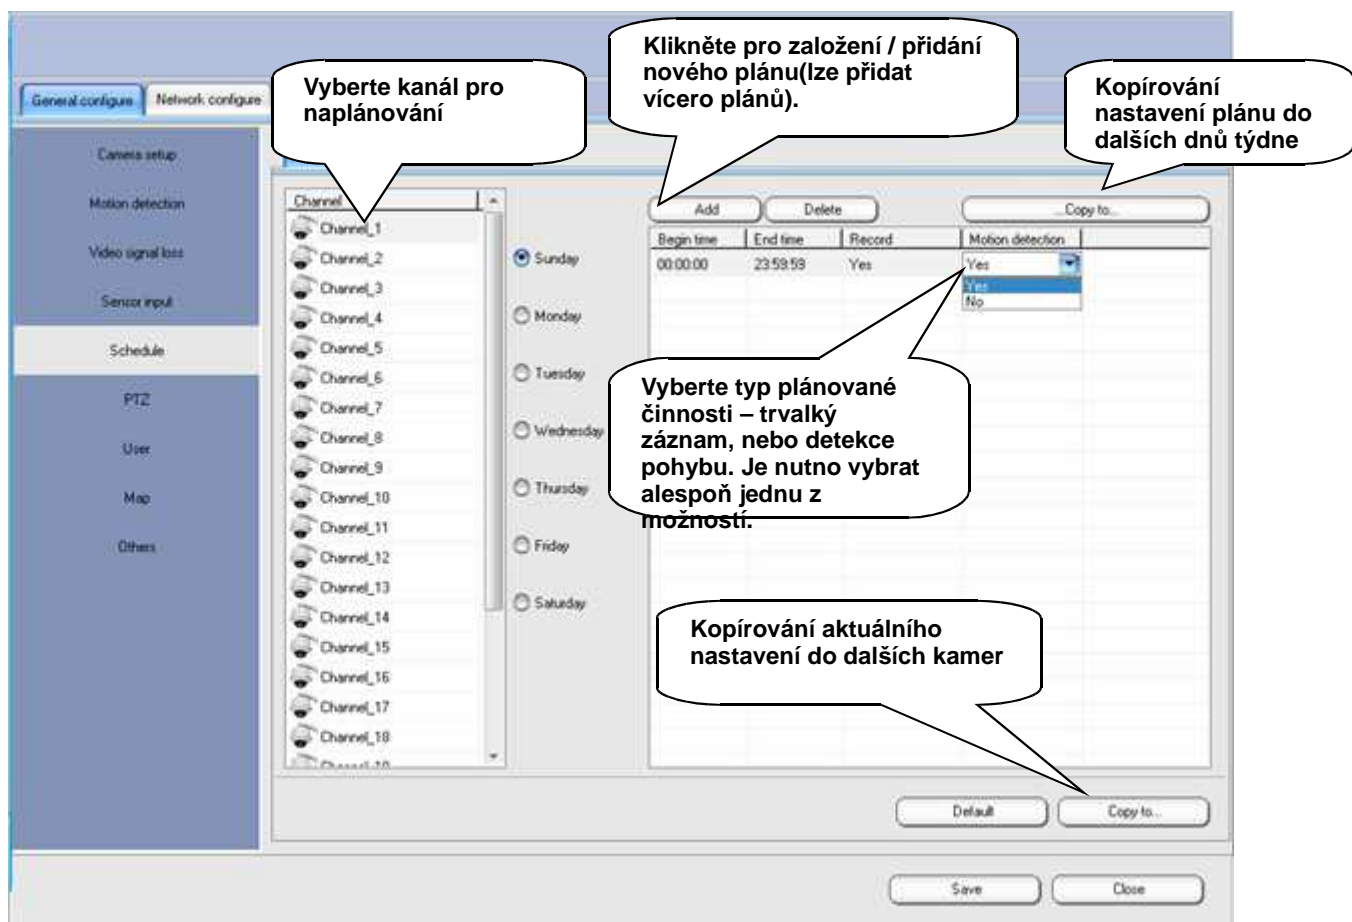 Klikněte pro založení / přidání
nového plánu(lze přidat
vícero plánů).
Vyberte kanál pro
naplánování
Kopírování
nastavení plánu do
dalších dnů týdne
General configure
Network configure
Camera setup
Motion detection
Video signal loss
Sensor input
Schedule
PTZ
User
Map
Others
Channel
Channel_1
Channel_2
Channel_3
Channel_4
Channel_5
Channel_6
Channel_7
Channel_8
Channel_9
Channel_10
Channel_11
Channel_12
Channel_13
Channel_14
Channel_15
Channel_16
Channel_17
Channel_18
Sunday
Monday
Tuesday
Wednesday
Thursday
Friday
Saturday
Add
Delete
...Copy to...
Begin time
End time
Record
Motion detection
00:00:00
23:59:59
Yes
Yes
Yes
No
Vyberte typ plánované
činnosti – trvalký
záznam, nebo detekce
pohybu. Je nutno vybrat
alespoň jednu z
možností.
Kopírování aktuálního
nastavení do dalších kamer
Default
Copy to...
Save
Close